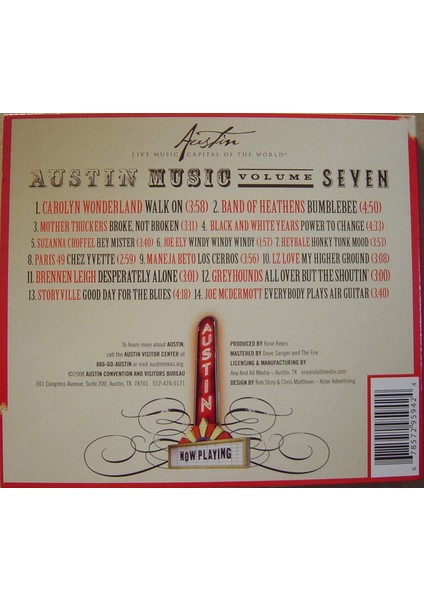 Austin
LIVE MUSIC CAPITAL OF THE WORLD®
AUSTIN MUSIC VOLUME SEVEN
1. CAROLYN WONDERLAND WALK ON (3:58) 2. BAND OF HEATHENS BUMBLEBEE (4:50)
3. MOTHER TRUCKERS BROKE, NOT BROKEN (3:11) 4. BLACK AND WHITE YEARS POWER TO CHANGE (4:33)
5. SUZANNA CHOFFEL HEY MISTER (3:40) 6. JOE ELY WINDY WINDY WINDY (1:57) 7. HEYBALE HONKY TONK MOOD (3:53)
8. PARIS 49 CHEZ YVETTE (2:59) 9. MANEJA BETO LOS CERROS (3:56) 10. LZ LOVE MY HIGHER GROUND (3:08)
11. BRENNEN LEIGH DESPERATELY ALONE (3:01) 12. GREYHOUNDS ALL OVER BUT THE SHOUTIN' (3:00)
13. STORYVILLE GOOD DAY FOR THE BLUES (4:18) 14. JOE MCDERMOTT EVERYBODY PLAYS AIR GUITAR (3:40)
To learn more about AUSTIN,
call the AUSTIN VISITOR CENTER at
866-GO-AUSTIN or visit austintexas.org
©2008 AUSTIN CONVENTION AND VISITORS BUREAU
301 Congress Avenue, Suite 200, Austin, TX 78701 512-474-5171
PRODUCED BY Rose Reyes
MASTERED BY Dave Sanger and The Fire
LICENSING & MANUFACTURING BY
Any And All Media – Austin, TX | anyandallmedia.com
DESIGN BY Rob Story & Chris Matthews – Asher Advertising
AUSTIN
NOW PLAYING
6 78572 95942 4